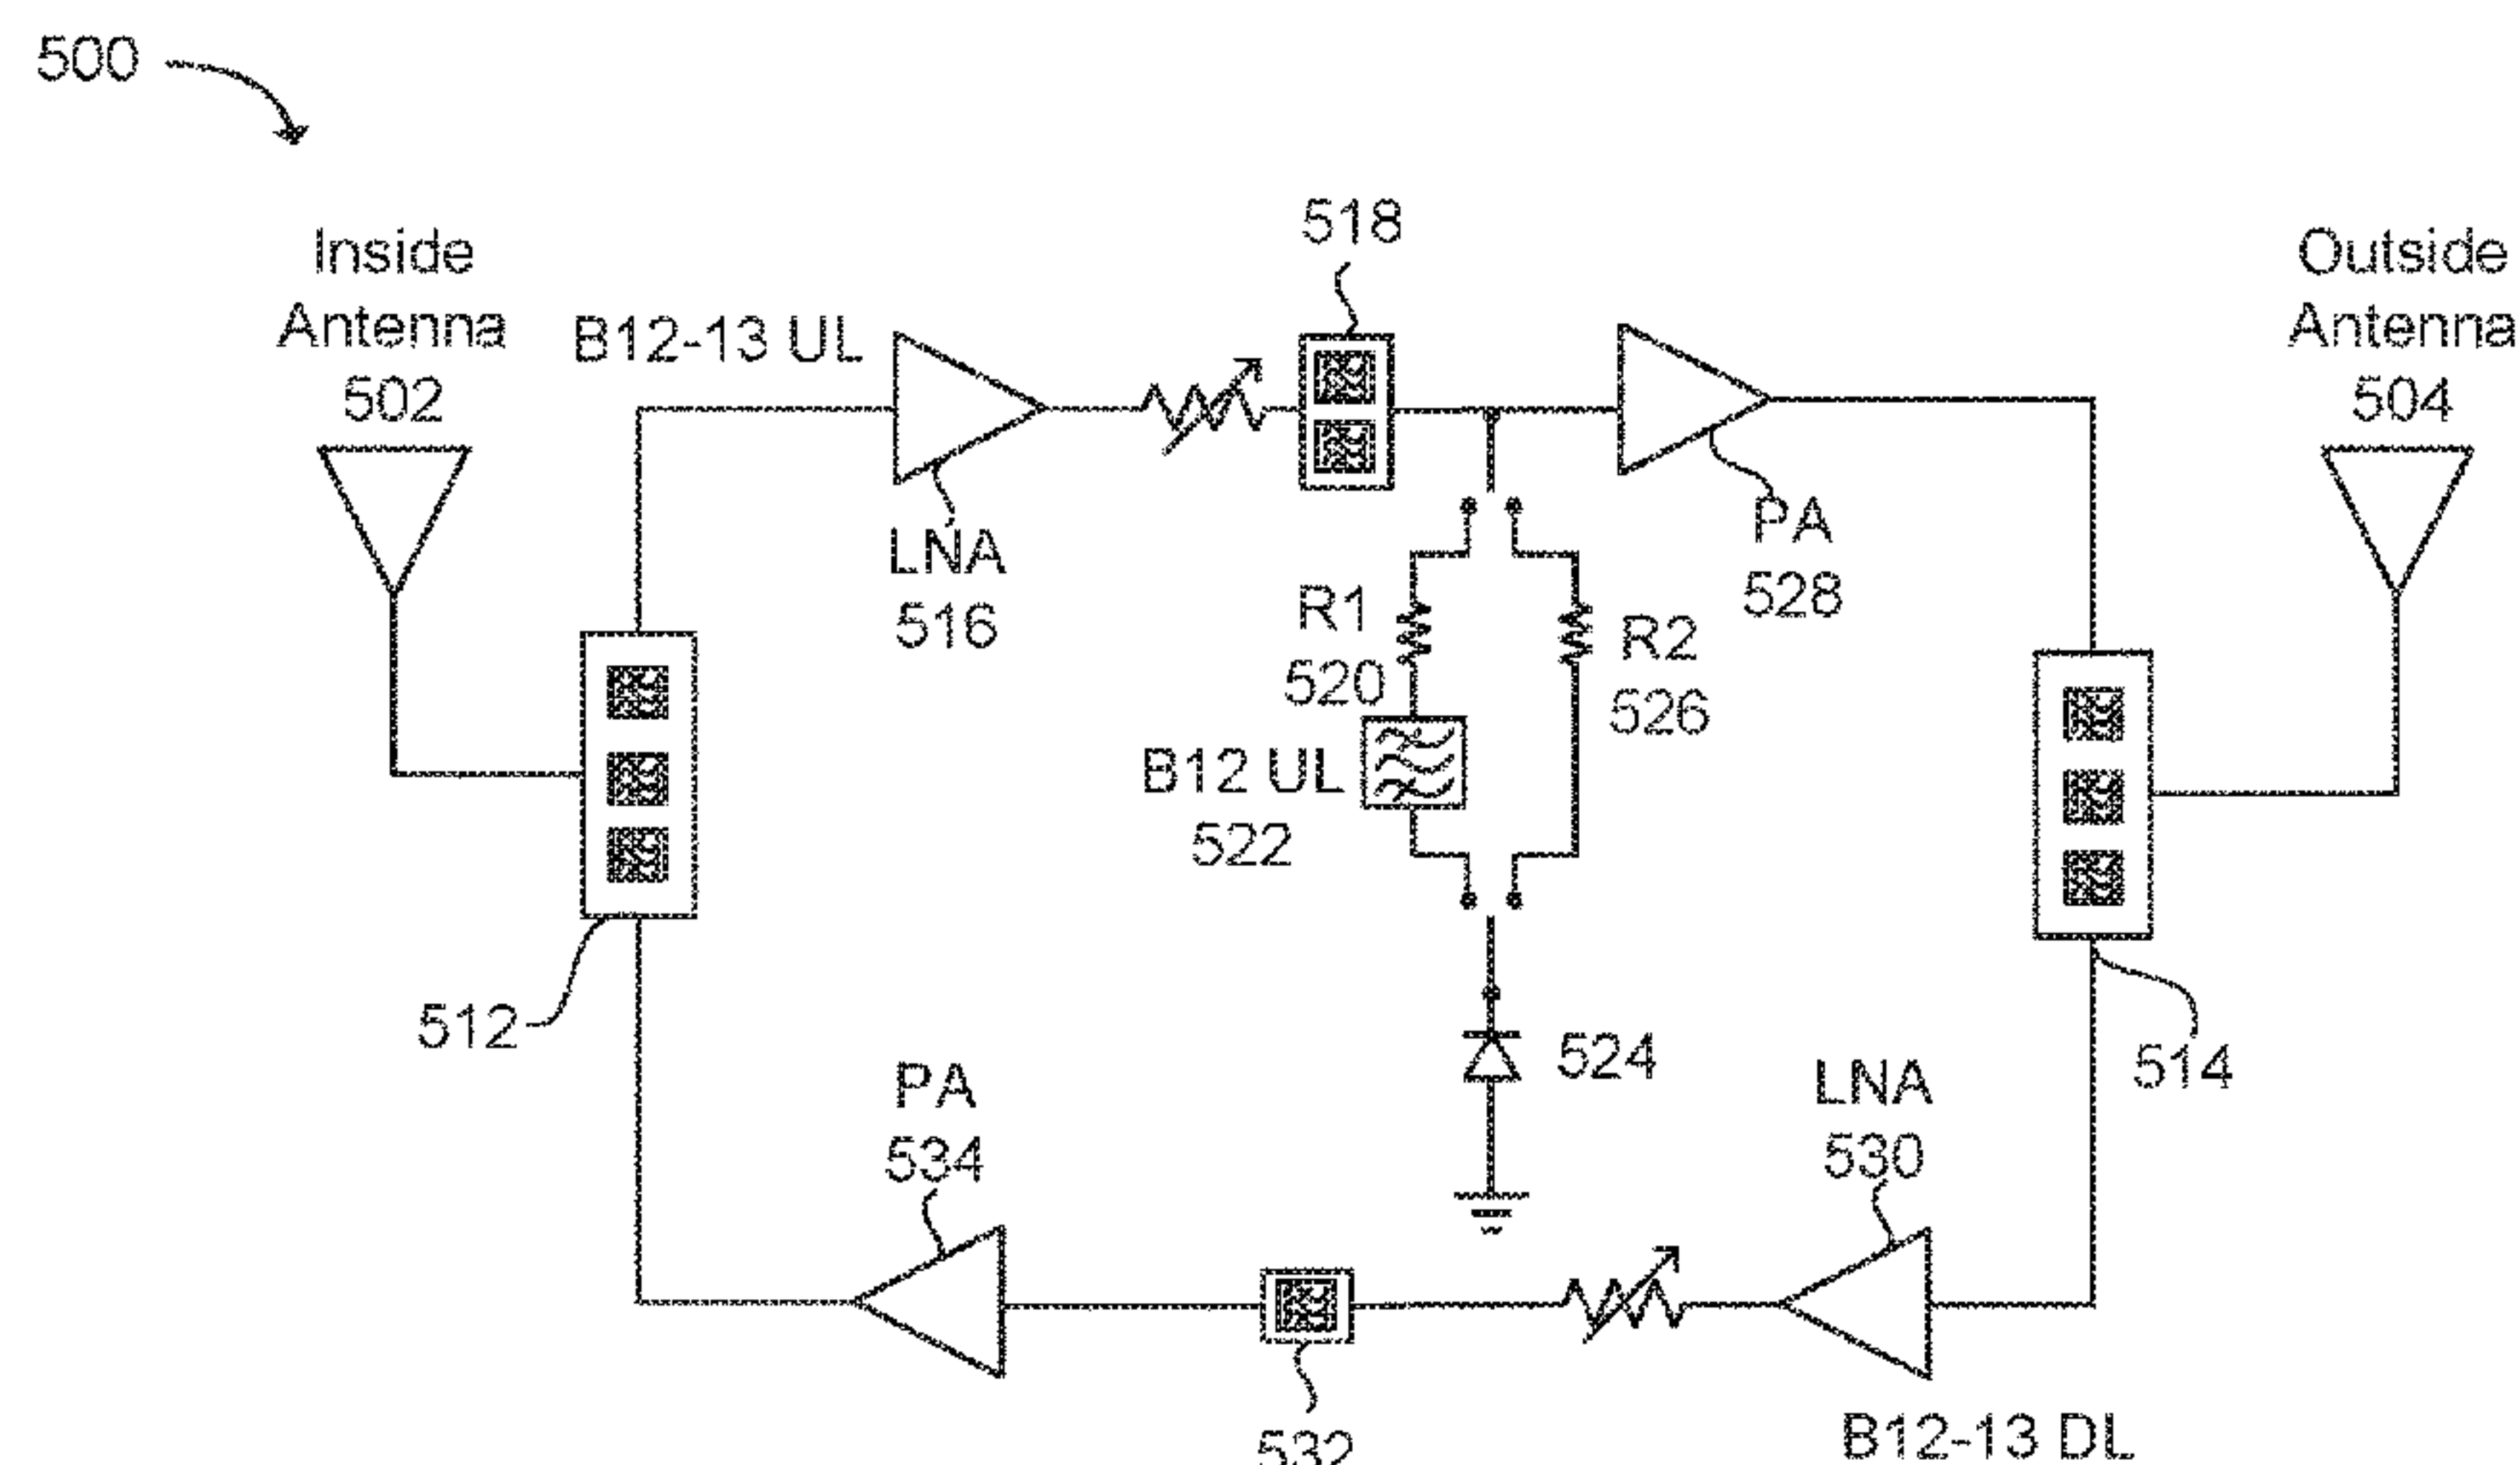 500
518
Inside
Antenna
502
Outside
Antenna
504
B12-13 UL
LNA
516
PA
528
R1
520
R2
526
B12 UL
522
512
524
514
PA
534
LNA
530
532
B12-13 DL